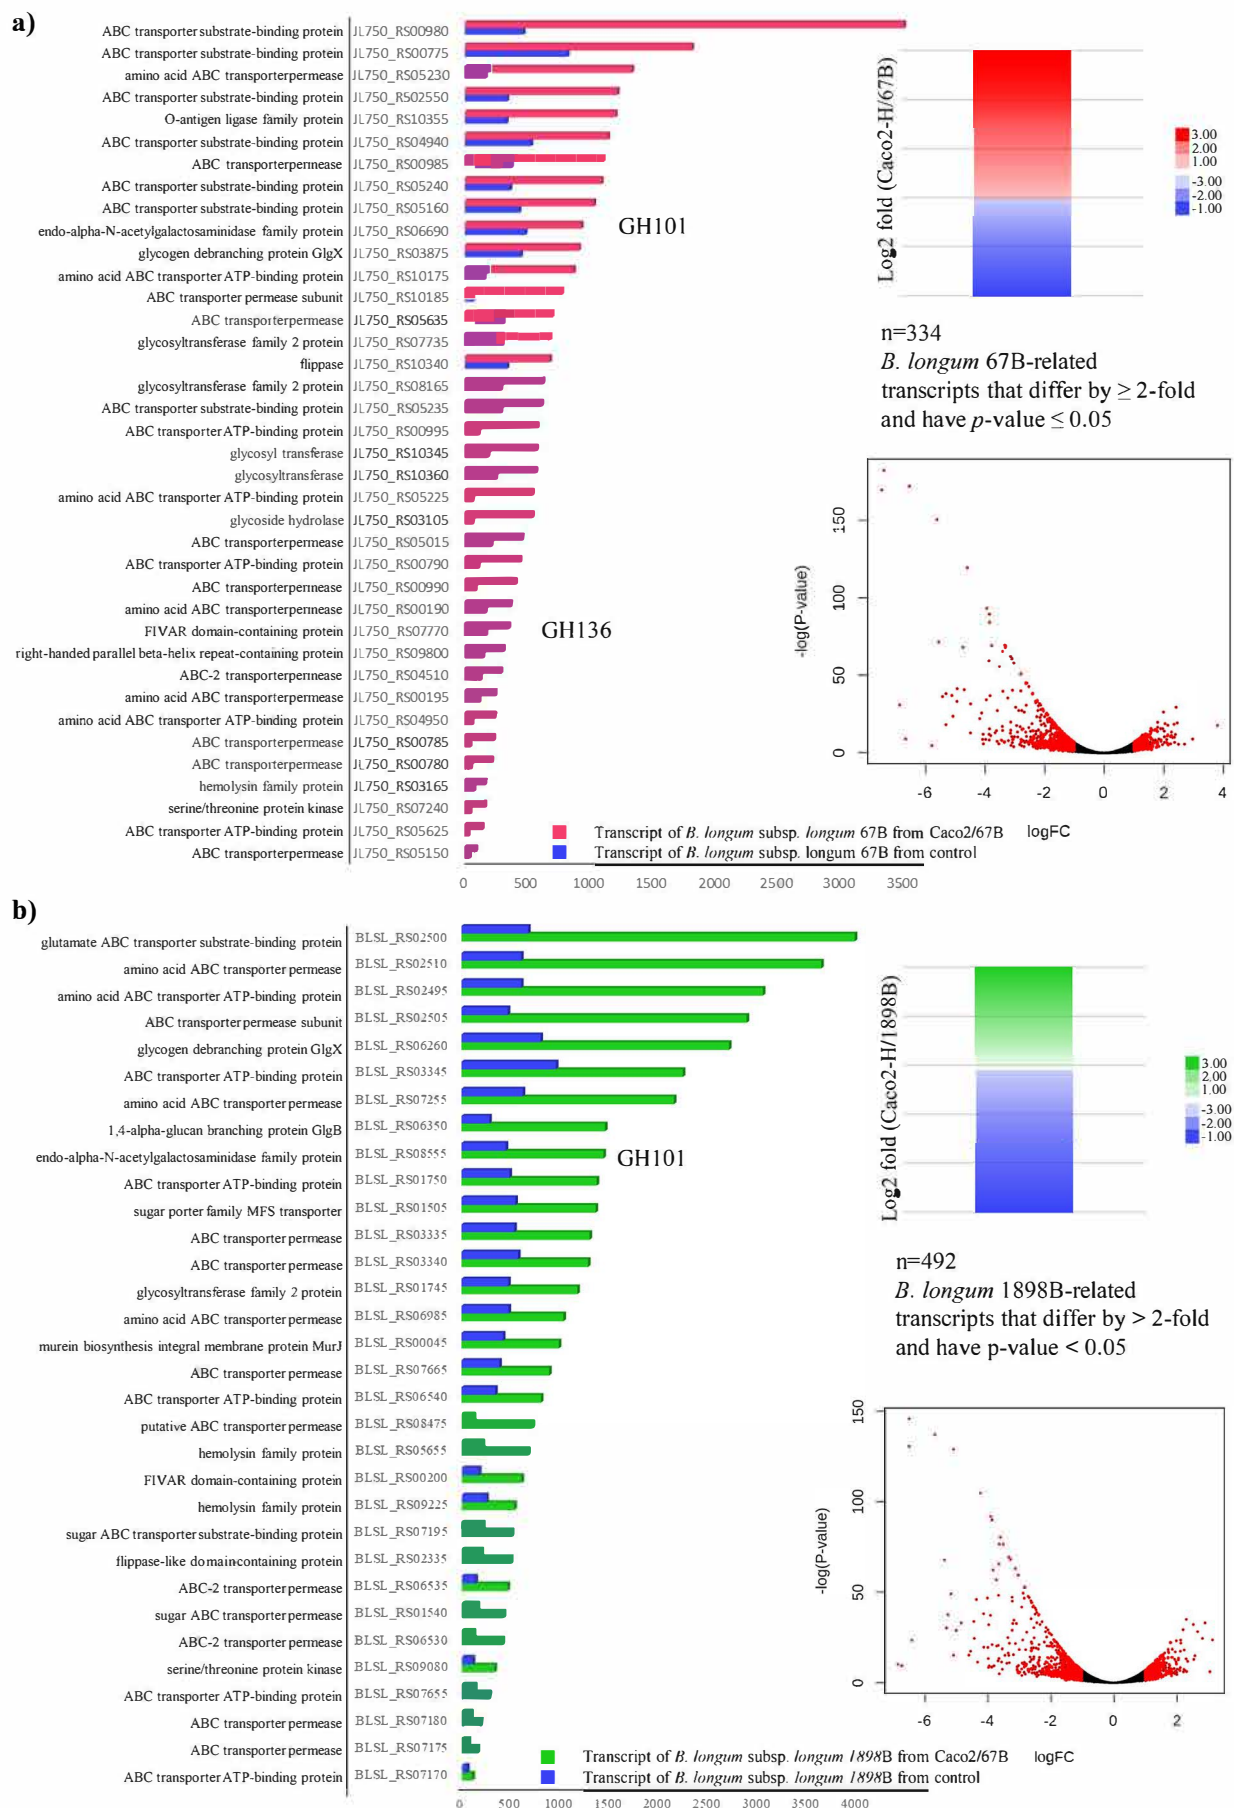 a)
ABC transporter substrate-binding protein JL750_RS00980
ABC transporter substrate-binding protein JL750_RS00775
amino acid ABC transporterpermease JL750_RS05230
ABC transporter substrate-binding protein JL750_RS02550
O-antigen ligase family protein JL750_RS10355
ABC transporter substrate-binding protein JL750_RS04940
ABC transporterpermease JL750_RS00985
ABC transporter substrate-binding protein JL750_RS05240
ABC transporter substrate-binding protein JL750_RS05160
endo-alpha-N-acetylgalactosaminidase family protein JL750_RS06690
GH101
glycogen debranching protein GlgX JL750_RS03875
amino acid ABC transporter ATP-binding protein JL750_RS10175
ABC transporter permease subunit JL750_RS10185
ABC transporterpermease JL750_RS05635
glycosyltransferase family 2 protein JL750_RS07735
flippase JL750_RS10340
glycosyltransferase family 2 protein JL750_RS08165
ABC transporter substrate-binding protein JL750_RS05235
ABC transporter ATP-binding protein JL750_RS00995
glycosyl transferase JL750_RS10345
glycosyltransferase JL750_RS10360
amino acid ABC transporter ATP-binding protein JL750_RS05225
glycoside hydrolase JL750_RS03105
ABC transporterpermease JL750_RS05015
ABC transporter ATP-binding protein JL750_RS00790
ABC transporterpermease JL750_RS00990
amino acid ABC transporterpermease JL750_RS00190
FIVAR domain-containing protein JL750_RS07770
GH136
right-handed parallel beta-helix repeat-containing protein JL750_RS09800
ABC-2 transporterpermease JL750_RS04510
amino acid ABC transporterpermease JL750_RS00195
amino acid ABC transporter ATP-binding protein JL750_RS04950
ABC transporterpermease JL750_RS00785
ABC transporterpermease JL750_RS00780
hemolysin family protein JL750_RS03165
serine/threonine protein kinase JL750_RS07240
ABC transporter ATP-binding protein JL750_RS05625
ABC transporterpermease JL750_RS05150
Transcript of B. longum subsp. longum 67B from Caco2/67B
Transcript of B. longum subsp. longum 67B from control
0 500 1000 1500 2000 2500 3000 3500
Log2 fold (Caco2-H/67B)
3.00
2.00
1.00
-3.00
-2.00
-1.00
n=334
B. longum 67B-related
transcripts that differ by ≥ 2-fold
and have p-value ≤ 0.05
-log(P-value)
150
100
50
0
-6 -4 -2 0 2 4
logFC
b)
glutamate ABC transporter substrate-binding protein BLSL_RS02500
amino acid ABC transporter permease BLSL_RS02510
amino acid ABC transporter ATP-binding protein BLSL_RS02495
ABC transporter permease subunit BLSL_RS02505
glycogen debranching protein GlgX BLSL_RS06260
ABC transporter ATP-binding protein BLSL_RS03345
amino acid ABC transporter permease BLSL_RS07255
1,4-alpha-glucan branching protein GlgB BLSL_RS06350
endo-alpha-N-acetylgalactosaminidase family protein BLSL_RS08555
GH101
ABC transporter ATP-binding protein BLSL_RS01750
sugar porter family MFS transporter BLSL_RS01505
ABC transporter permease BLSL_RS03335
ABC transporter permease BLSL_RS03340
glycosyltransferase family 2 protein BLSL_RS01745
amino acid ABC transporter permease BLSL_RS06985
murein biosynthesis integral membrane protein MurJ BLSL_RS00045
ABC transporter permease BLSL_RS07665
ABC transporter ATP-binding protein BLSL_RS06540
putative ABC transporter permease BLSL_RS08475
hemolysin family protein BLSL_RS05655
FIVAR domain-containing protein BLSL_RS00200
hemolysin family protein BLSL_RS09225
sugar ABC transporter substrate-binding protein BLSL_RS07195
flippase-like domain-containing protein BLSL_RS02335
ABC-2 transporter permease BLSL_RS06535
sugar ABC transporter permease BLSL_RS01540
ABC-2 transporter permease BLSL_RS06530
serine/threonine protein kinase BLSL_RS09080
ABC transporter ATP-binding protein BLSL_RS07655
ABC transporter permease BLSL_RS07180
ABC transporter permease BLSL_RS07175
ABC transporter ATP-binding protein BLSL_RS07170
Transcript of B. longum subsp. longum 1898B from Caco2/67B
Transcript of B. longum subsp. longum 1898B from control
0 500 1000 1500 2000 2500 3000 3500 4000
Log2 fold (Caco2-H/1898B)
3.00
2.00
1.00
-3.00
-2.00
-1.00
n=492
B. longum 1898B-related
transcripts that differ by > 2-fold
and have p-value < 0.05
-log(P-value)
150
100
50
0
-6 -4 -2 0 2
logFC